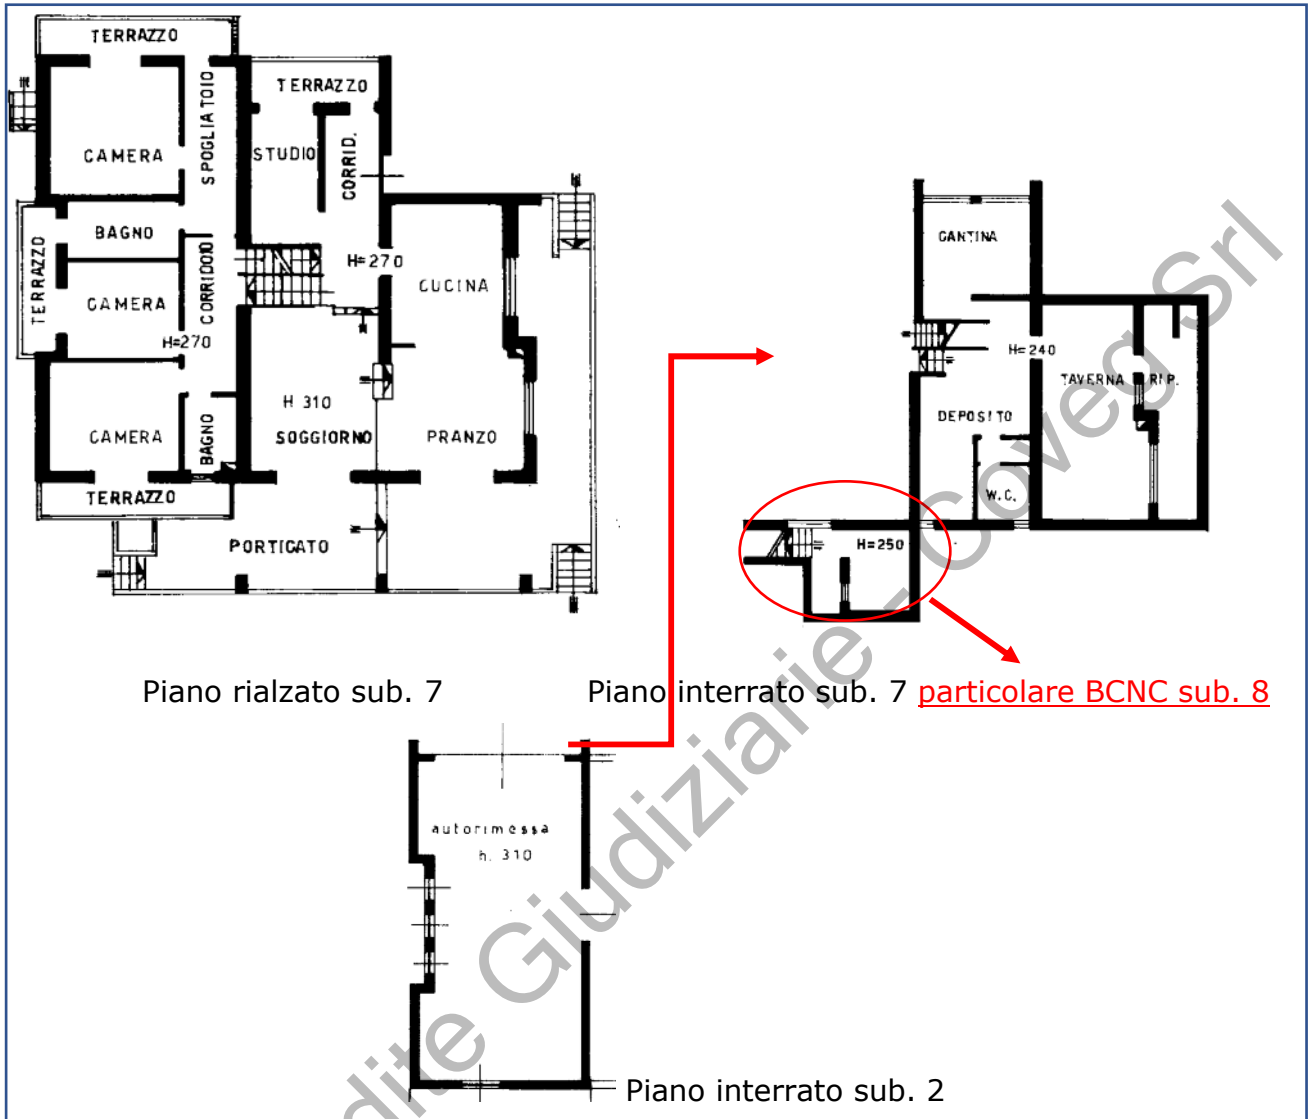 TERRAZZO
SPOGLIATOIO
CAMERA
TERRAZZO
STUDIO
CORRID.
BAGNO
TERRAZZO
CORRIDOIO
CAMERA
H=270
H=270
CUCINA
H 310
SOGGIORNO
PRANZO
CAMERA
BAGNO
TERRAZZO
PORTICATO
CANTINA
H=240
TAVERNA
RIP.
DEPOSITO
W.C.
H=250
Piano rialzato sub. 7
Piano interrato sub. 7 particolare BCNC sub. 8
autorimessa
h. 310
Piano interrato sub. 2
dite Giudiziarie - Coveg Srl